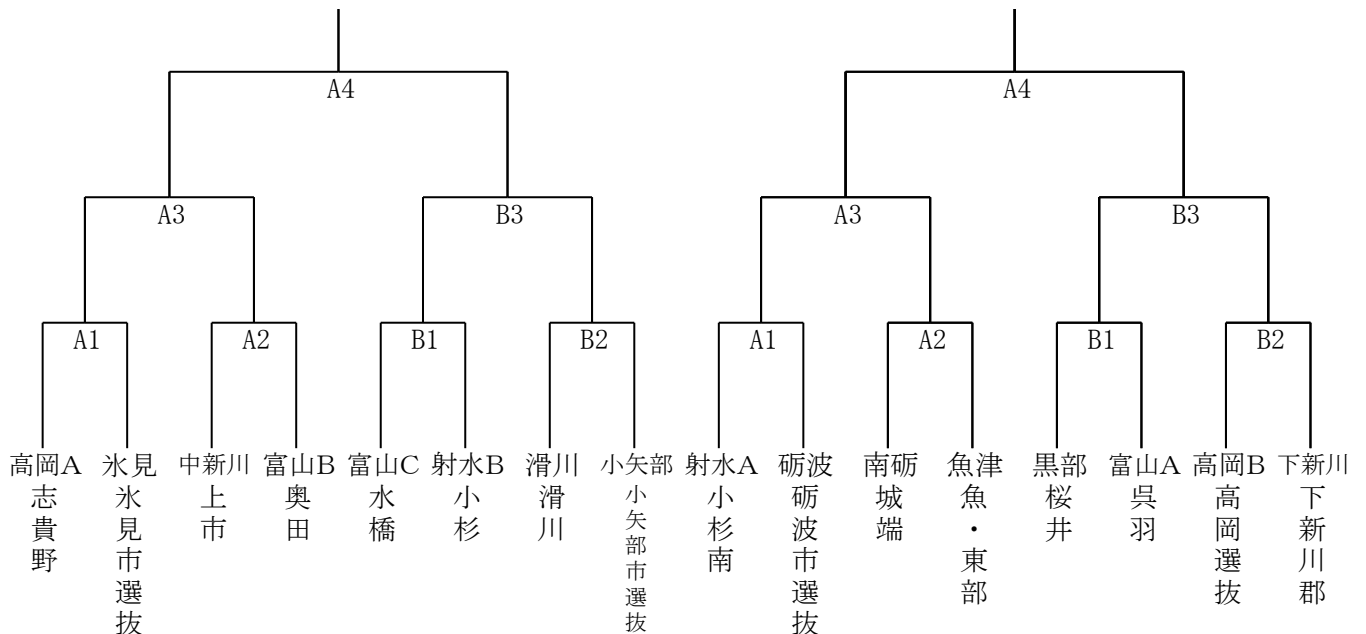 A4 A4
A3 B3 A3 B3
A1 A2 B1 B2 A1 A2 B1 B2
高岡A 氷見 中新川 富山B 富山C 射水B 滑川 小矢部 射水A 砺波 南砺 魚津 黒部 富山A 高岡B 下新川
志貴野
氷見市選抜
上市
奥田
水橋
小杉
滑川
小矢部市選抜
小杉南
砺波市選抜
城端
魚・東部
桜井
呉羽
高岡選抜
下新川郡